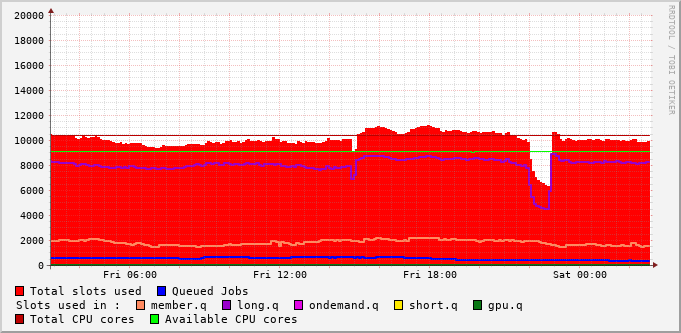 RRDTOOL / TOBI OETIKER
20000
18000
16000
14000
12000
10000
8000
6000
4000
2000
0
Fri 06:00 Fri 12:00 Fri 18:00 Sat 00:00
Total slots used Queued Jobs
Slots used in : member.q long.q ondemand.q short.q gpu.q
Total CPU cores Available CPU cores